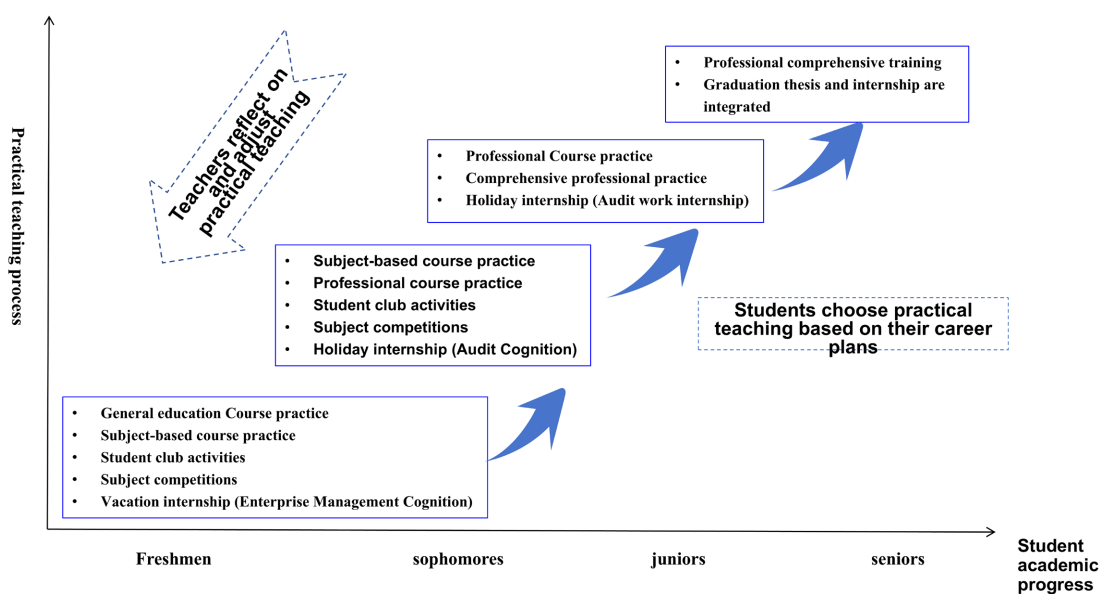 Practical teaching process
Teachers reflect on
and adjust
practical teaching
• Professional comprehensive training
• Graduation thesis and internship are
integrated
• Professional Course practice
• Comprehensive professional practice
• Holiday internship (Audit work internship)
• Subject-based course practice
• Professional course practice
• Student club activities
• Subject competitions
• Holiday internship (Audit Cognition)
Students choose practical
teaching based on their career
plans
• General education Course practice
• Subject-based course practice
• Student club activities
• Subject competitions
• Vacation internship (Enterprise Management Cognition)
Freshmen
sophomores
juniors
seniors
Student
academic
progress